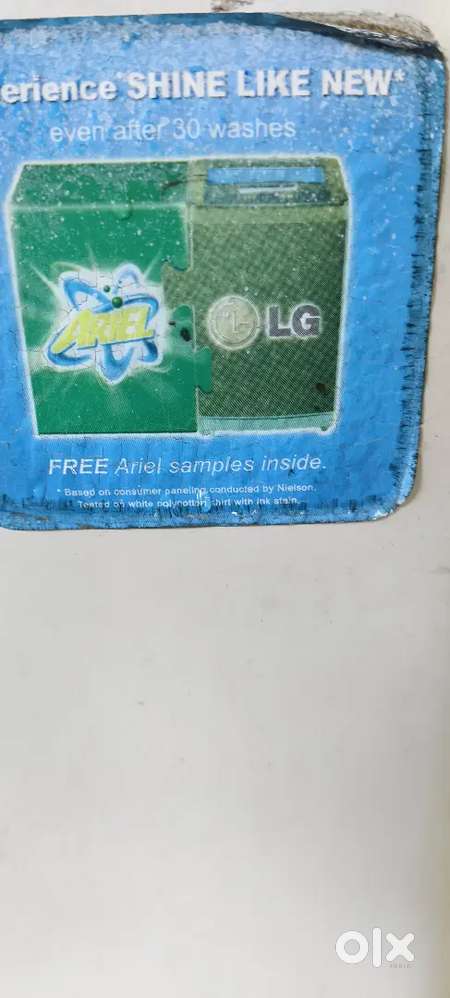 erience* SHINE LIKE NEW*
even after 30 washes
ARIEL
LG
FREE Ariel samples inside.
* Based on consumer paneling conducted by Nielson.
Tested on white polycotton shirt with ink stain.
olx
INDIA